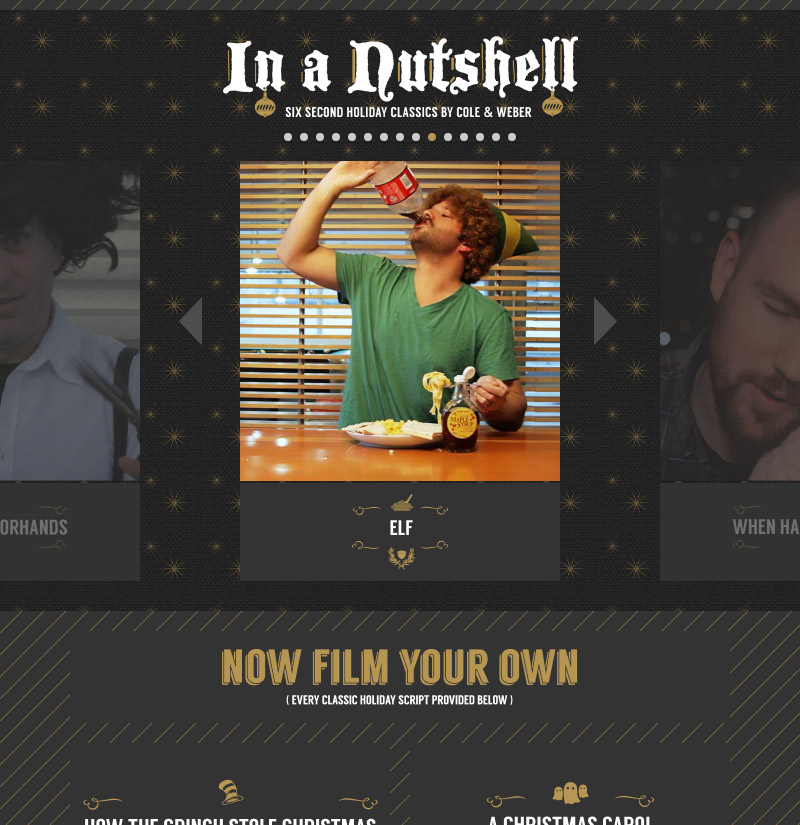 In a Nutshell
SIX SECOND HOLIDAY CLASSICS BY COLE & WEBER
MAPLE SYRUP
ORHANDS
ELF
WHEN HA
NOW FILM YOUR OWN
( EVERY CLASSIC HOLIDAY SCRIPT PROVIDED BELOW )
HOW THE GRINCH STOLE CHRISTMAS
A CHRISTMAS CAROL